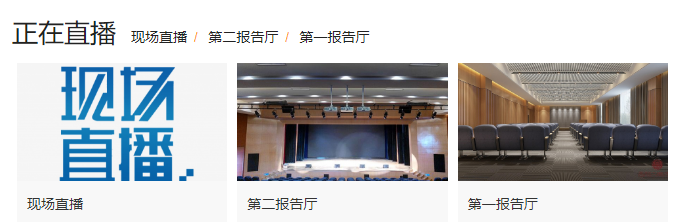 正在直播 现场直播 / 第二报告厅 / 第一报告厅
现场
直播.
现场直播 第二报告厅 第一报告厅